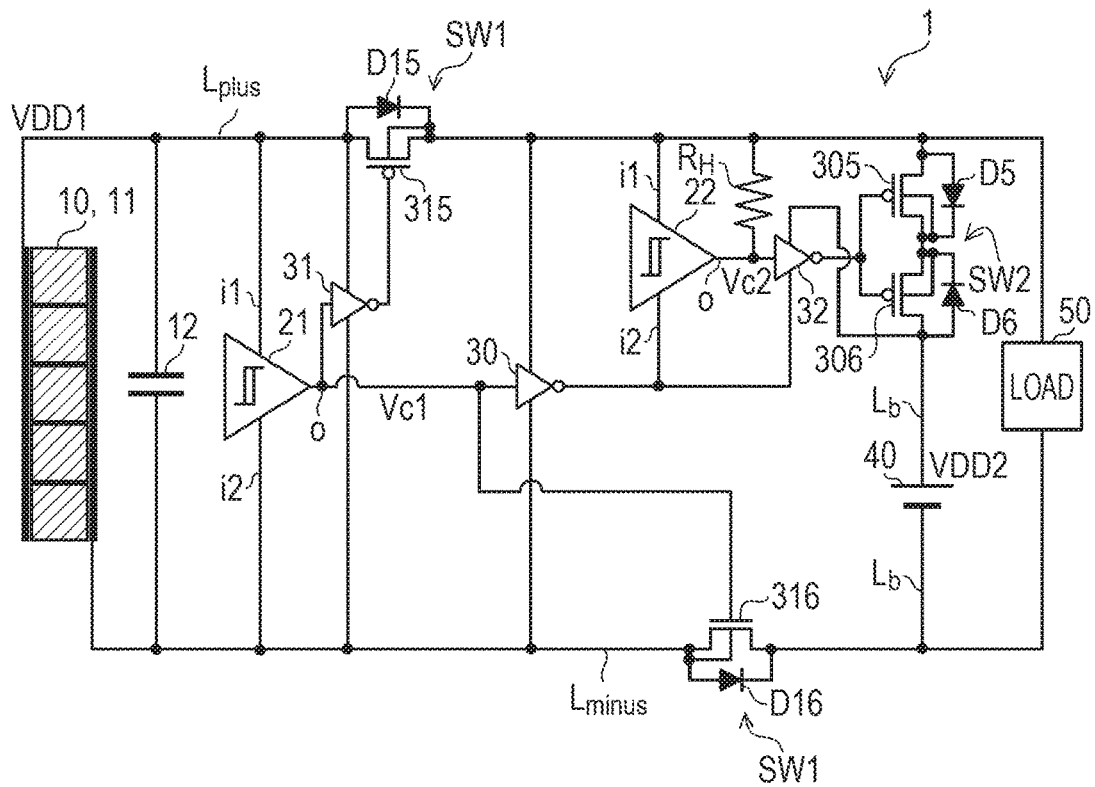 1
SW1
D15
Lplus
VDD1
315
10, 11
12
i1
21
31
o
Vc1
i2
30
i1
22
RH
o
Vc2
32
i2
305
D5
SW2
D6
306
50
LOAD
Lb
40
VDD2
Lb
316
D16
Lminus
SW1